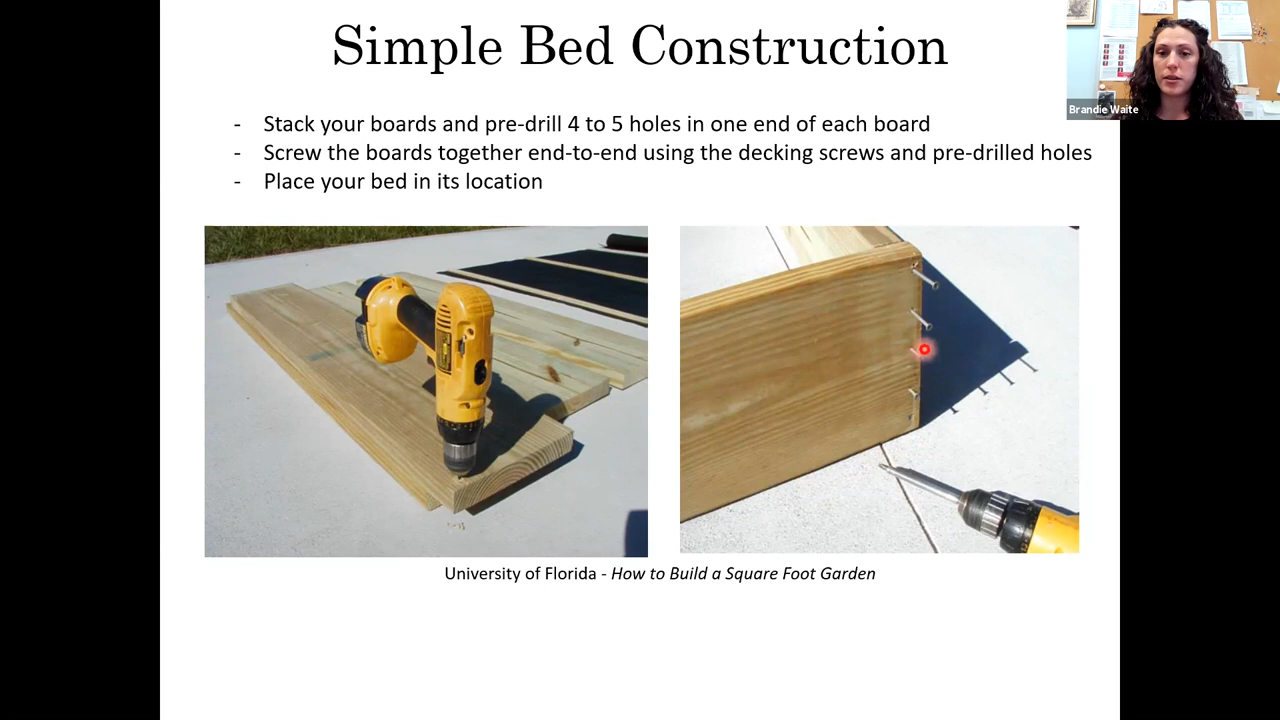 Simple Bed Construction
Brandie Waite
- Stack your boards and pre-drill 4 to 5 holes in one end of each board
- Screw the boards together end-to-end using the decking screws and pre-drilled holes
- Place your bed in its location
University of Florida - How to Build a Square Foot Garden